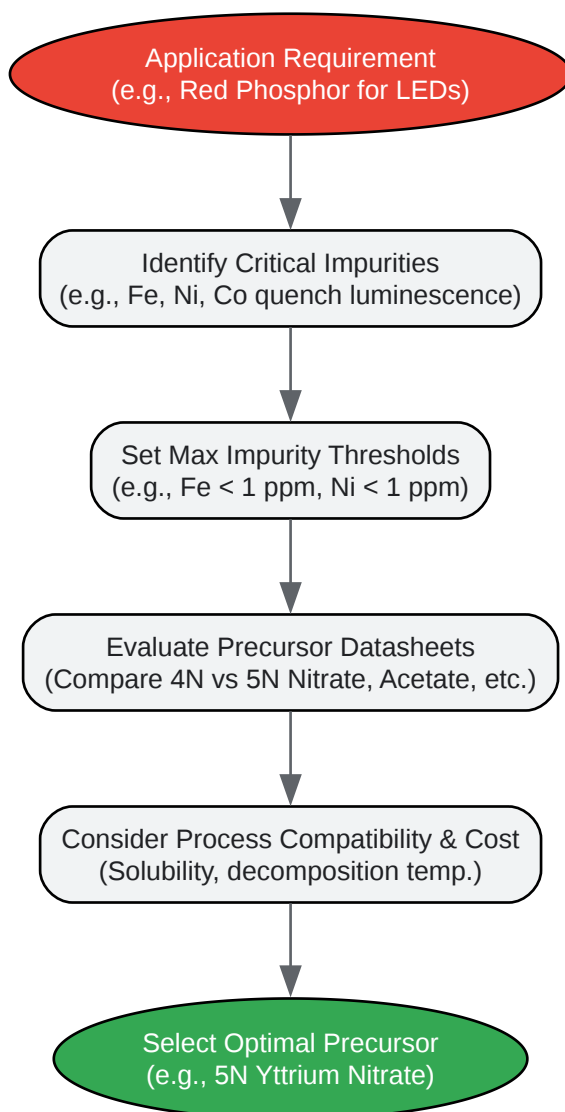 Application Requirement
(e.g., Red Phosphor for LEDs)
Identify Critical Impurities
(e.g., Fe, Ni, Co quench luminescence)
Set Max Impurity Thresholds
(e.g., Fe < 1 ppm, Ni < 1 ppm)
Evaluate Precursor Datasheets
(Compare 4N vs 5N Nitrate, Acetate, etc.)
Consider Process Compatibility & Cost
(Solubility, decomposition temp.)
Select Optimal Precursor
(e.g., 5N Yttrium Nitrate)